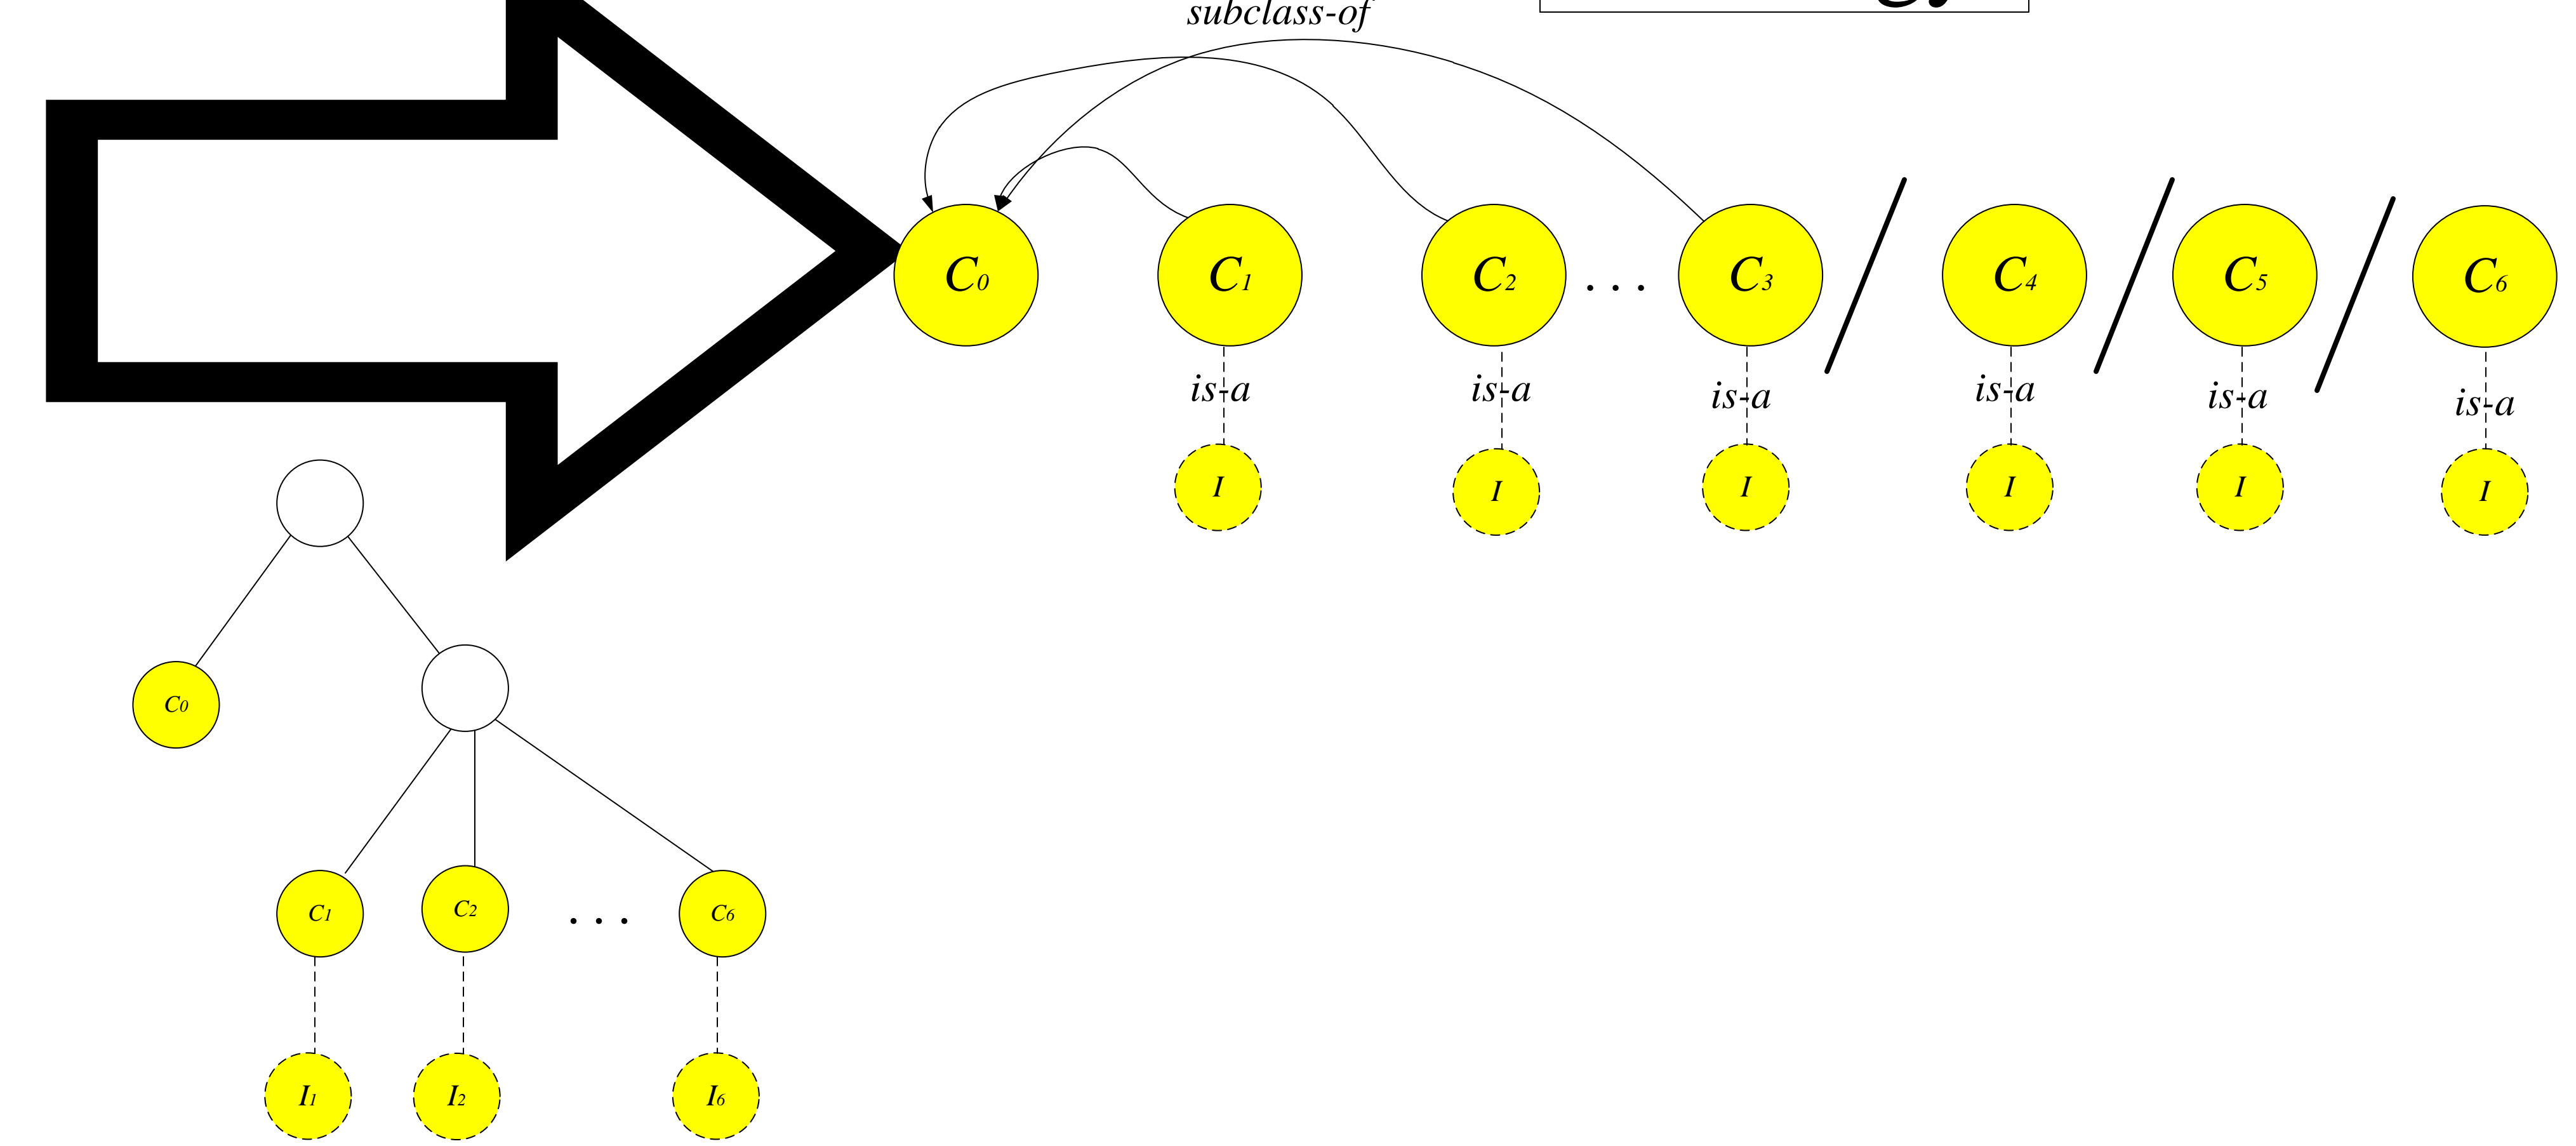 subclass-of
C0 C1 C2 . . . C3 C4 C5 C6
is-a is-a is-a is-a is-a is-a
I I I I I I
C0
C1 C2 . . . C6
I1 I2 I6